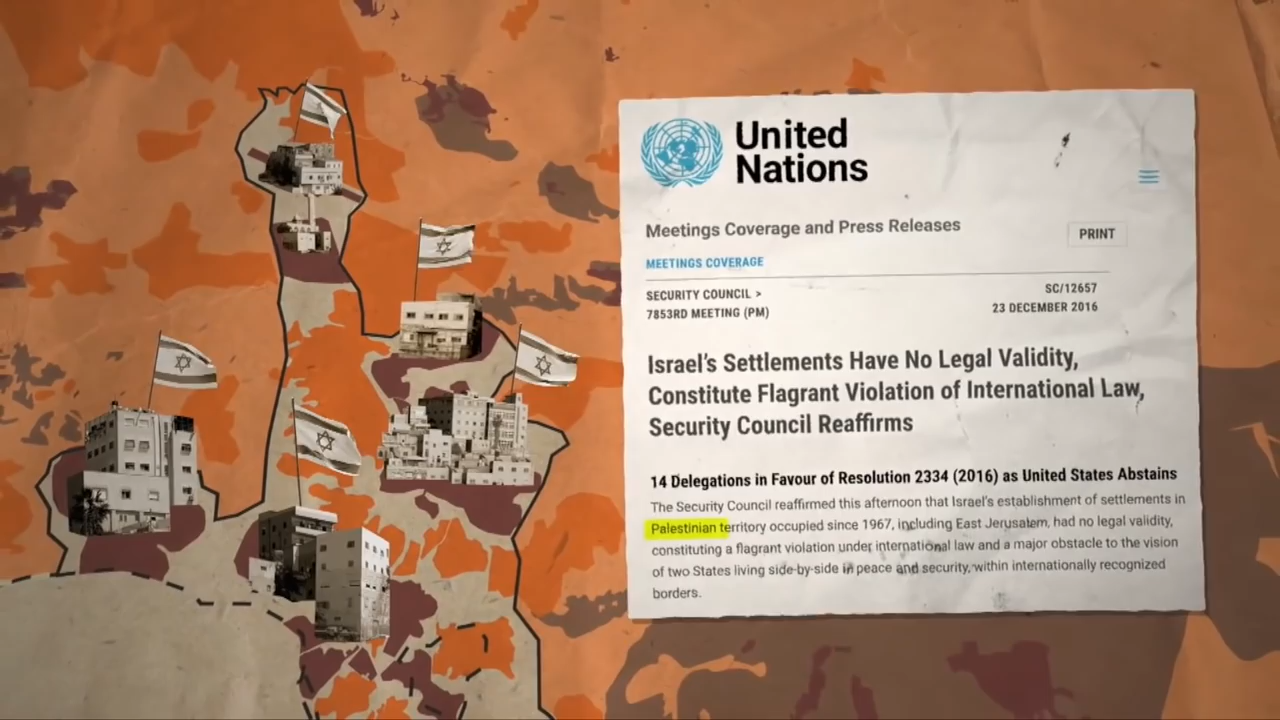 United
Nations
Meetings Coverage and Press Releases
PRINT
MEETINGS COVERAGE
SECURITY COUNCIL >
7853RD MEETING (PM)
SC/12657
23 DECEMBER 2016
Israel's Settlements Have No Legal Validity,
Constitute Flagrant Violation of International Law,
Security Council Reaffirms
14 Delegations in Favour of Resolution 2334 (2016) as United States Abstains
The Security Council reaffirmed this afternoon that Israel's establishment of settlements in
Palestinian territory occupied since 1967, including East Jerusalem, had no legal validity,
constituting a flagrant violation under international law and a major obstacle to the vision
of two States living side-by-side in peace and security, within internationally recognized
borders.